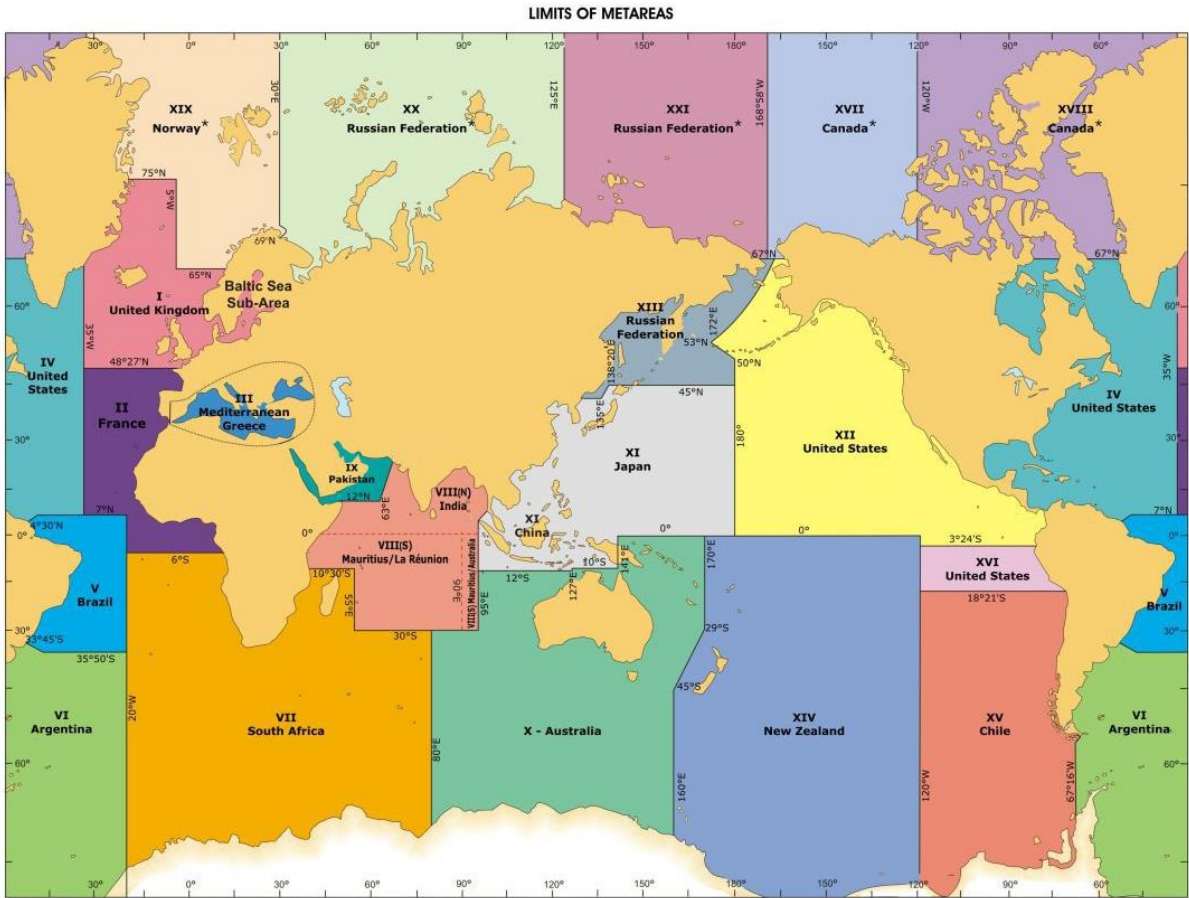 LIMITS OF METAREAS
30°
0°
30°
60°
90°
120°
150°
180°
150°
120°
90°
60°
30°E
125°E
168°58'W
120°W
XIX
Norway*
XX
Russian Federation*
XXI
Russian Federation*
XVII
Canada*
XVIII
Canada*
75°N
5°W
69°N
65°N
67°N
67°N
Baltic Sea
Sub-Area
I
United Kingdom
60°
60°
35°W
48°27'N
XIII
Russian
Federation
172°E
53°N
50°N
138°20'E
45°N
135°E
35°W
IV
United
States
II
France
III
Mediterranean
Greece
IV
United States
XII
United States
180°
XI
Japan
30°
30°
IX
Pakistan
12°N
63°E
VIII(N)
India
XI
China
7°N
7°N
4°30'N
0°
0°
0°
0°
0°
6°S
VIII(S)
Mauritius/La Réunion
VIII(S) Mauritius/Australia
90°E
95°E
10°30'S
55°E
12°S
10°S
127°E
141°E
170°E
3°24'S
XVI
United States
18°21'S
V
Brazil
V
Brazil
30°
30°
33°45'S
35°50'S
30°S
29°S
45°S
VI
Argentina
20°W
VII
South Africa
80°E
X - Australia
160°E
XIV
New Zealand
120°W
XV
Chile
67°16'W
VI
Argentina
60°
60°
30°
0°
30°
60°
90°
120°
150°
180°
150°
120°
90°
60°